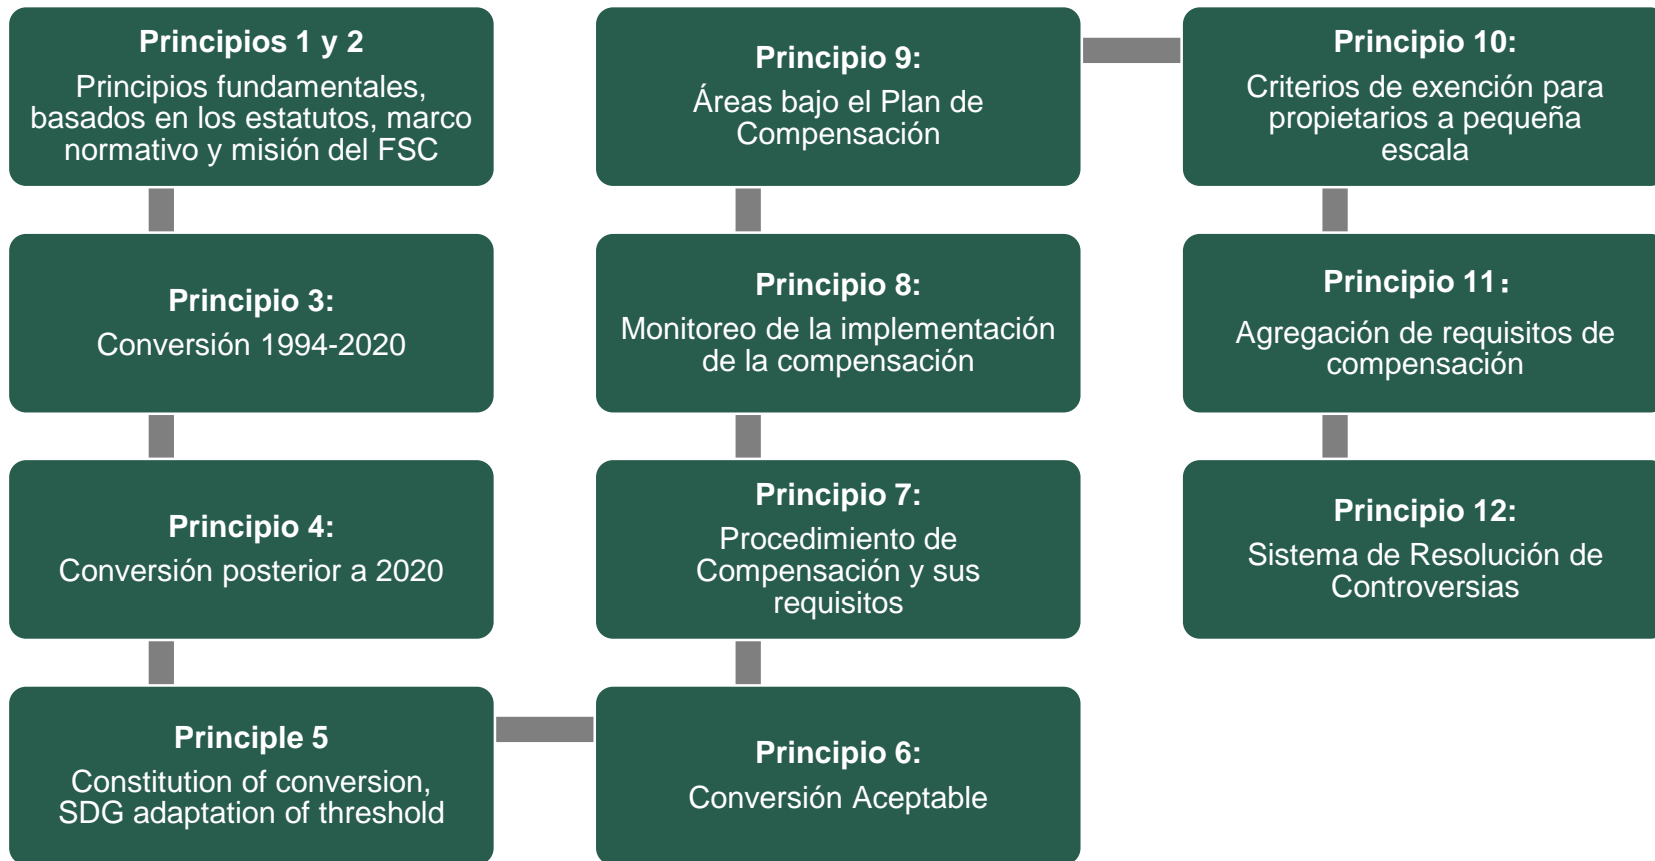 Principios 1 y 2
Principios fundamentales,
basados en los estatutos, marco
normativo y misión del FSC
Principio 3:
Conversión 1994-2020
Principio 4:
Conversión posterior a 2020
Principle 5
Constitution of conversion,
SDG adaptation of threshold
Principio 6:
Conversión Aceptable
Principio 7:
Procedimiento de
Compensación y sus
requisitos
Principio 8:
Monitoreo de la implementación
de la compensación
Principio 9:
Áreas bajo el Plan de
Compensación
Principio 10:
Criterios de exención para
propietarios a pequeña
escala
Principio 11:
Agregación de requisitos de
compensación
Principio 12:
Sistema de Resolución de
Controversias